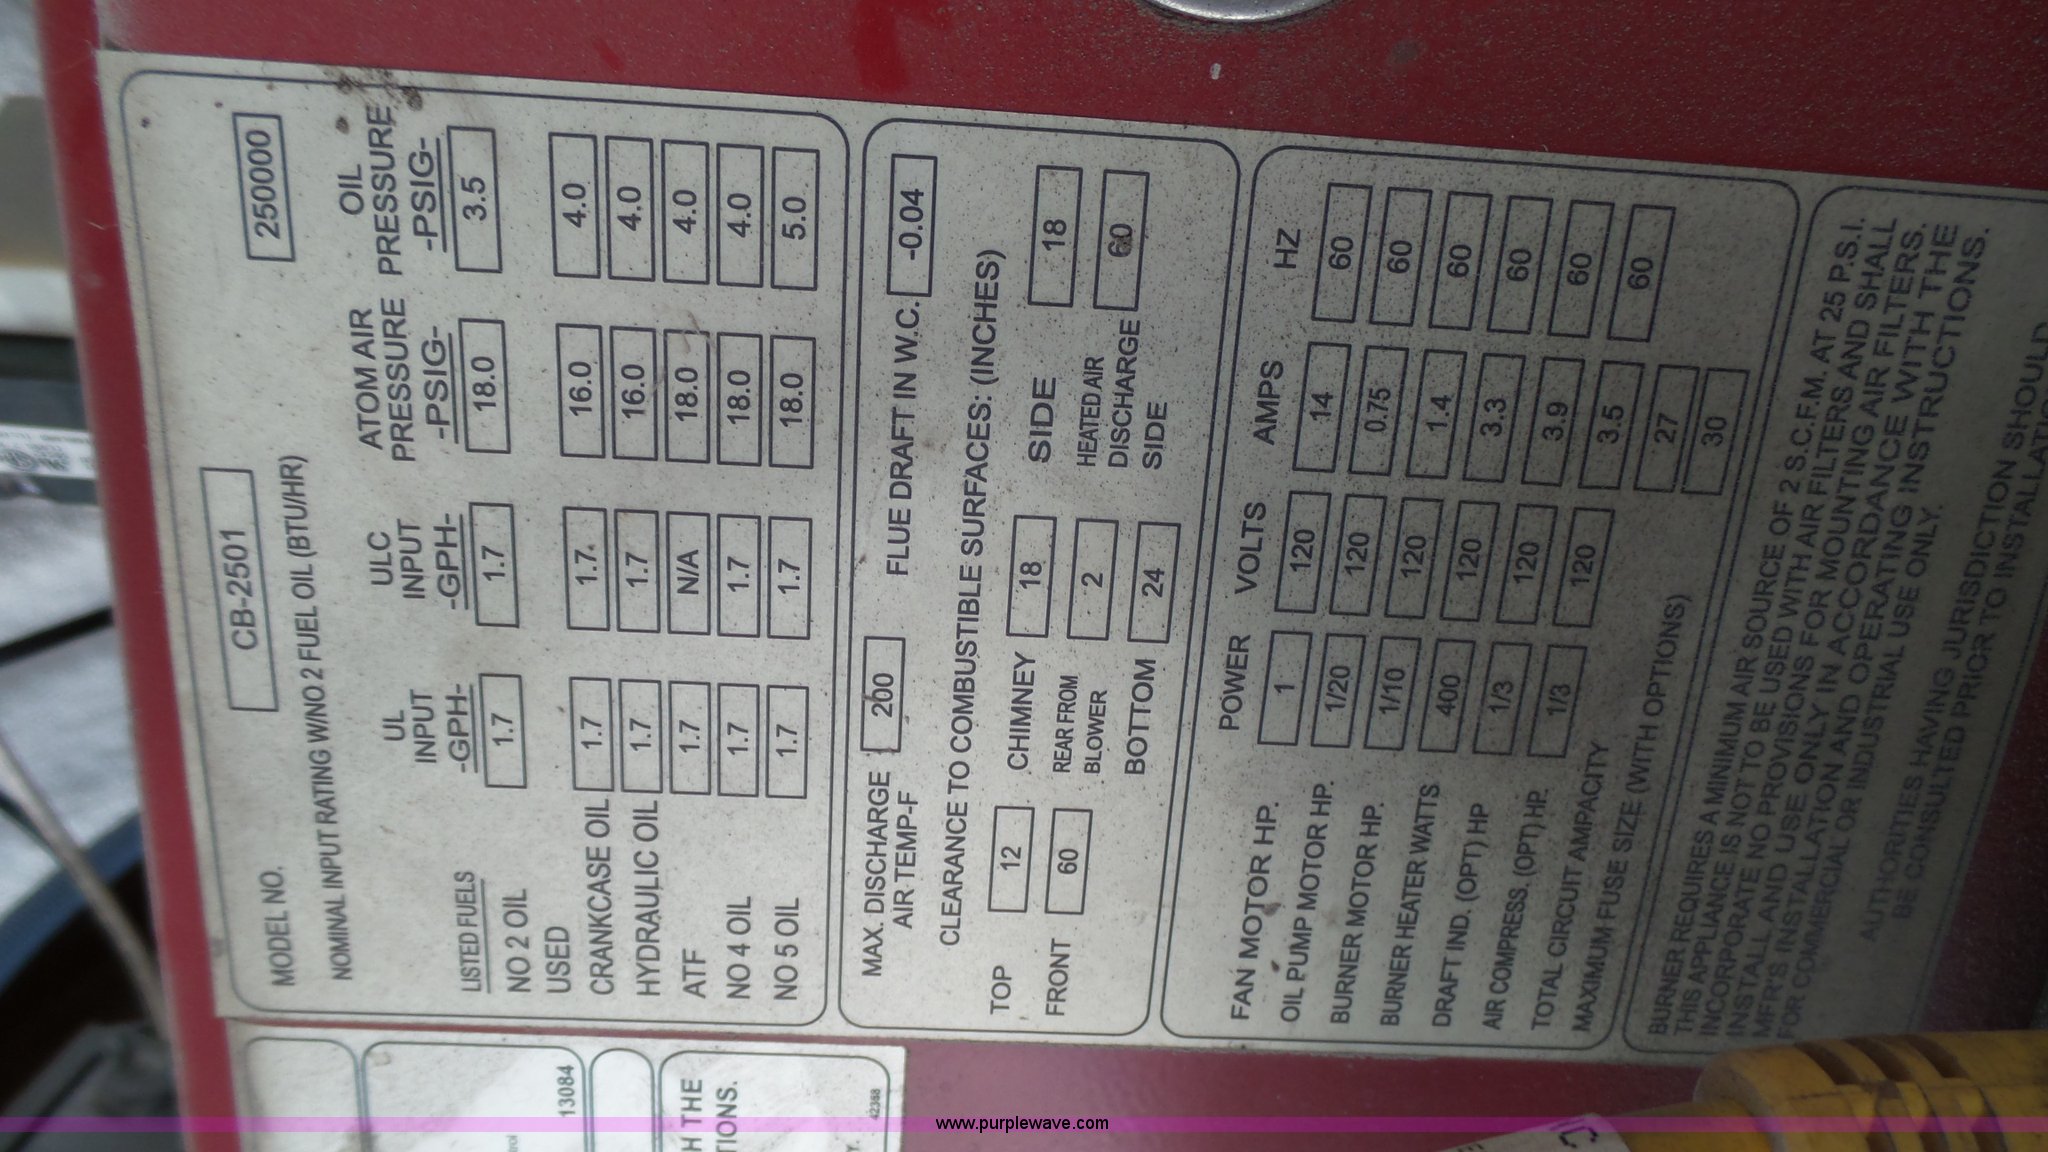 MODEL NO. CB-2501 250000
NOMINAL INPUT RATING W/NO.2 FUEL OIL (BTU/HR)
LISTED FUELS UL INPUT -GPH- ULC INPUT -GPH- ATOM AIR PRESSURE -PSIG- OIL PRESSURE -PSIG-
NO 2 OIL 1.7 1.7 18.0 3.5
USED
CRANKCASE OIL 1.7 1.7 16.0 4.0
HYDRAULIC OIL 1.7 1.7 16.0 4.0
ATF 1.7 N/A 18.0 4.0
NO 4 OIL 1.7 1.7 18.0 4.0
NO 5 OIL 1.7 1.7 18.0 5.0
MAX. DISCHARGE AIR TEMP-F 200 FLUE DRAFT IN W.C. -0.04
CLEARANCE TO COMBUSTIBLE SURFACES: (INCHES)
TOP 12 CHIMNEY 18 SIDE 18
FRONT 60 REAR FROM BLOWER 2 HEATED AIR DISCHARGE SIDE 60
BOTTOM 24
POWER VOLTS AMPS HZ
FAN MOTOR HP. 1 120 14 60
OIL PUMP MOTOR HP. 1/20 120 0.75 60
BURNER MOTOR HP. 1/10 120 1.4 60
BURNER HEATER WATTS 400 120 3.3 60
DRAFT IND. (OPT) HP 1/3 120 3.9 60
AIR COMPRESS. (OPT) HP. 1/3 120 3.5 60
TOTAL CIRCUIT AMPACITY 27
MAXIMUM FUSE SIZE (WITH OPTIONS) 30
BURNER REQUIRES A MINIMUM AIR SOURCE OF 2 S.C.F.M. AT 25 P.S.I.
THIS APPLIANCE IS NOT TO BE USED WITH AIR FILTERS AND SHALL
INCORPORATE NO PROVISIONS FOR MOUNTING AIR FILTERS.
INSTALL AND USE ONLY IN ACCORDANCE WITH THE
MFR'S INSTALLATION AND OPERATING INSTRUCTIONS.
FOR COMMERCIAL OR INDUSTRIAL USE ONLY.
AUTHORITIES HAVING JURISDICTION SHOULD
BE CONSULTED PRIOR TO INSTALLATION
13084
H THE
TIONS.
42368
www.purplewave.com